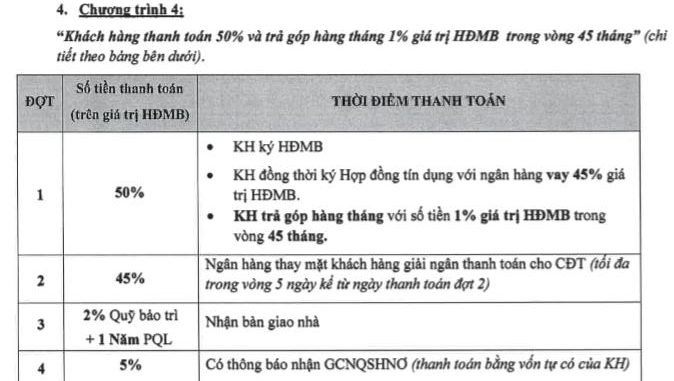 4. Chương trình 4:
"Khách hàng thanh toán 50% và trả góp hàng tháng 1% giá trị HĐMB trong vòng 45 tháng" (chi
tiết theo bảng bên dưới).
ĐỢT
Số tiền thanh toán
(trên giá trị HĐMB)
THỜI ĐIỂM THANH TOÁN
1
50%
• KH ký HĐMB
• KH đồng thời ký Hợp đồng tín dụng với ngân hàng vay 45% giá
trị HĐMB.
• KH trả góp hàng tháng với số tiền 1% giá trị HĐMB trong
vòng 45 tháng.
2
45%
Ngân hàng thay mặt khách hàng giải ngân thanh toán cho CĐT (tối đa
trong vòng 5 ngày kể từ ngày thanh toán đợt 2)
3
2% Quỹ bảo trì
+ 1 Năm PQL
Nhận bàn giao nhà
4
5%
Có thông báo nhận GCNQSHNƠ (thanh toán bằng vốn tự có của KH)